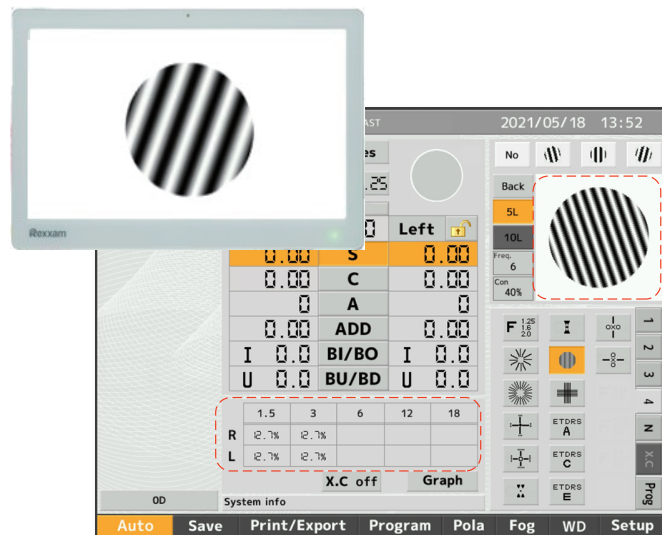 AST
2021/05/18 13:52
es
No
.25
Back
Rexxam
0
Left
5L
10L
0.00 S 0.00
Freq.
6
0.00 C 0.00
Con
40%
0 A 0
0.00 ADD 0.00
F 1.25
1.6
2.0
I 0.0 BI/BO I 0.0
U 0.0 BU/BD U 0.0
1
2
3
4
N
X.C
Prog
1.5 3 6 12 18
R 12.7% 12.7%
L 12.7% 12.7%
ETDRS
A
ETDRS
C
ETDRS
E
X.C off Graph
OD
System info
Auto Save Print/Export Program Pola Fog WD Setup